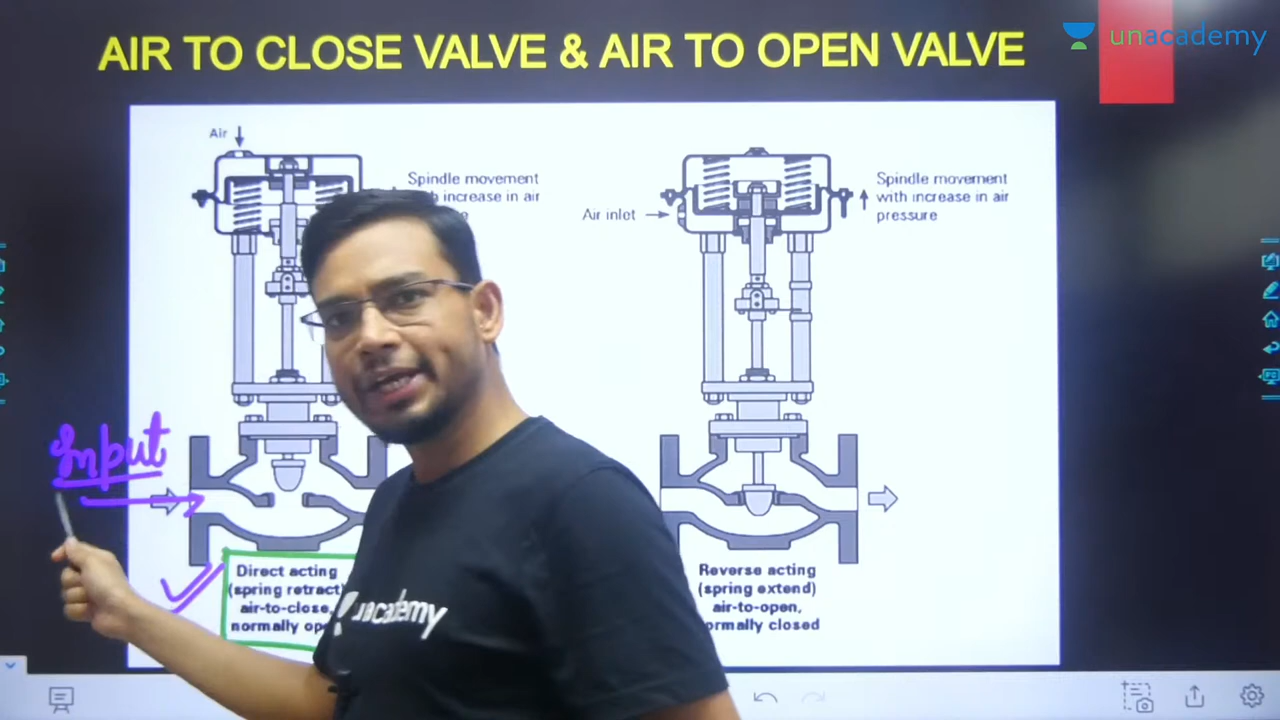 AIR TO CLOSE VALVE & AIR TO OPEN VALVE
unacademy
Air
Spindle movement
increase in air
Air inlet
Spindle movement
with increase in air
pressure
Input
Direct acting
(spring retract)
air-to-close,
normally
Reverse acting
(spring extend)
air-to-open,
normally closed
unacademy